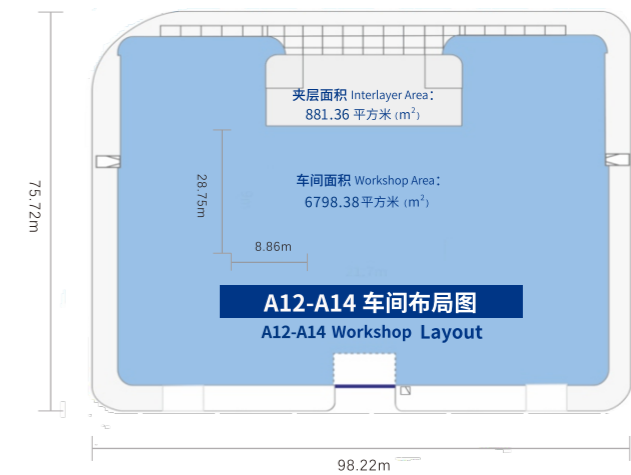 夹层面积 Interlayer Area：
881.36 平方米 (m²)
车间面积 Workshop Area：
6798.38平方米 (m²)
75.72m
28.75m
8.86m
A12-A14 车间布局图
A12-A14 Workshop Layout
98.22m